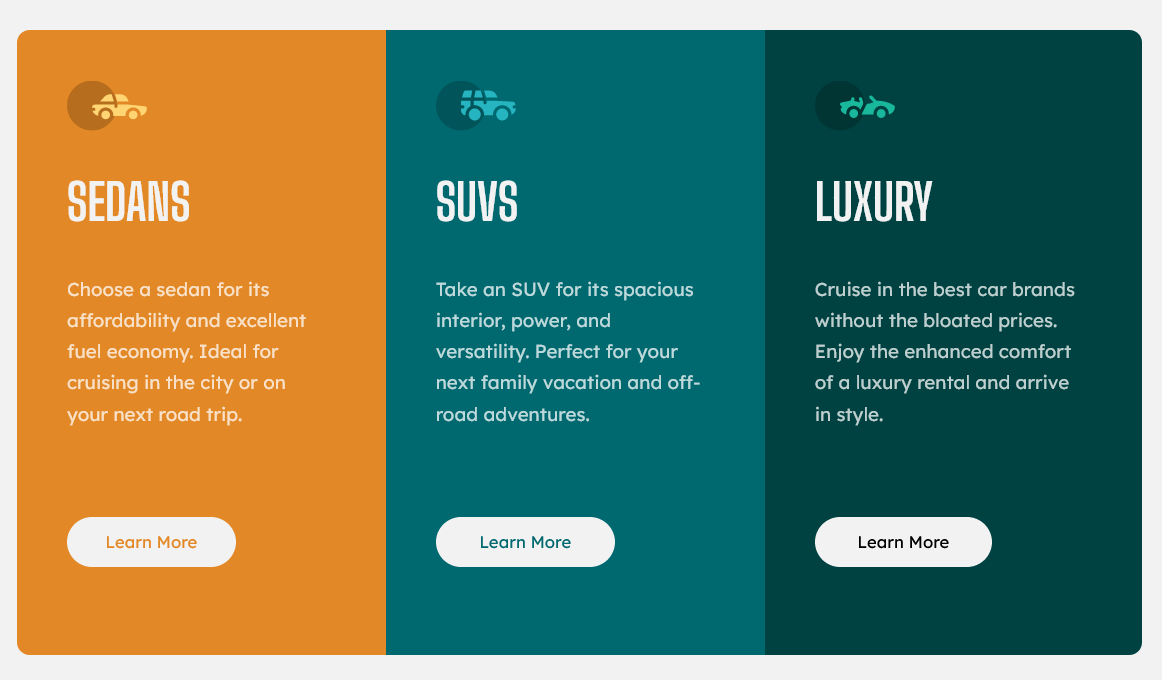 SEDANS
Choose a sedan for its
affordability and excellent
fuel economy. Ideal for
cruising in the city or on
your next road trip.
Learn More
SUVS
Take an SUV for its spacious
interior, power, and
versatility. Perfect for your
next family vacation and off-
road adventures.
Learn More
LUXURY
Cruise in the best car brands
without the bloated prices.
Enjoy the enhanced comfort
of a luxury rental and arrive
in style.
Learn More